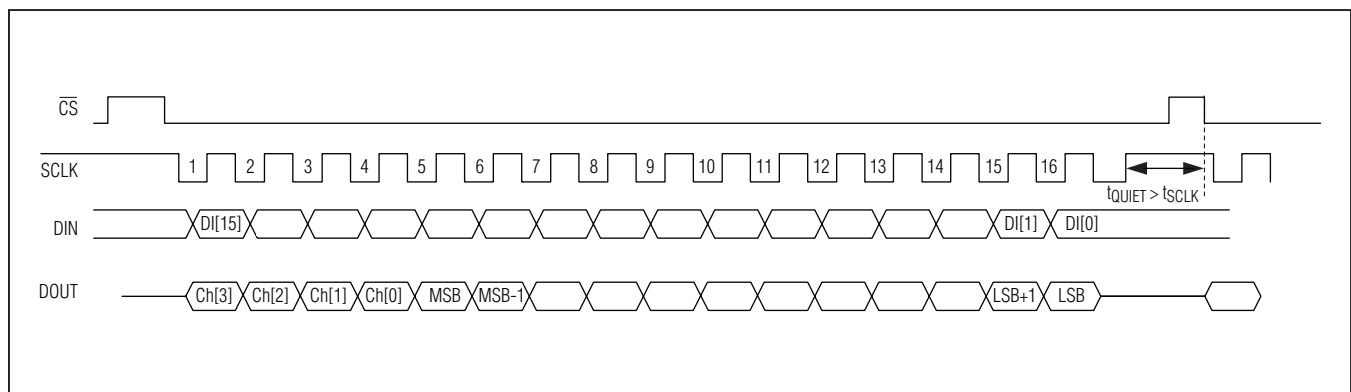 CS
SCLK
1 2 3 4 5 6 7 8 9 10 11 12 13 14 15 16
tQUIET > tSCLK
DIN
DI[15] DI[1] DI[0]
DOUT
Ch[3] Ch[2] Ch[1] Ch[0] MSB MSB-1 LSB+1 LSB